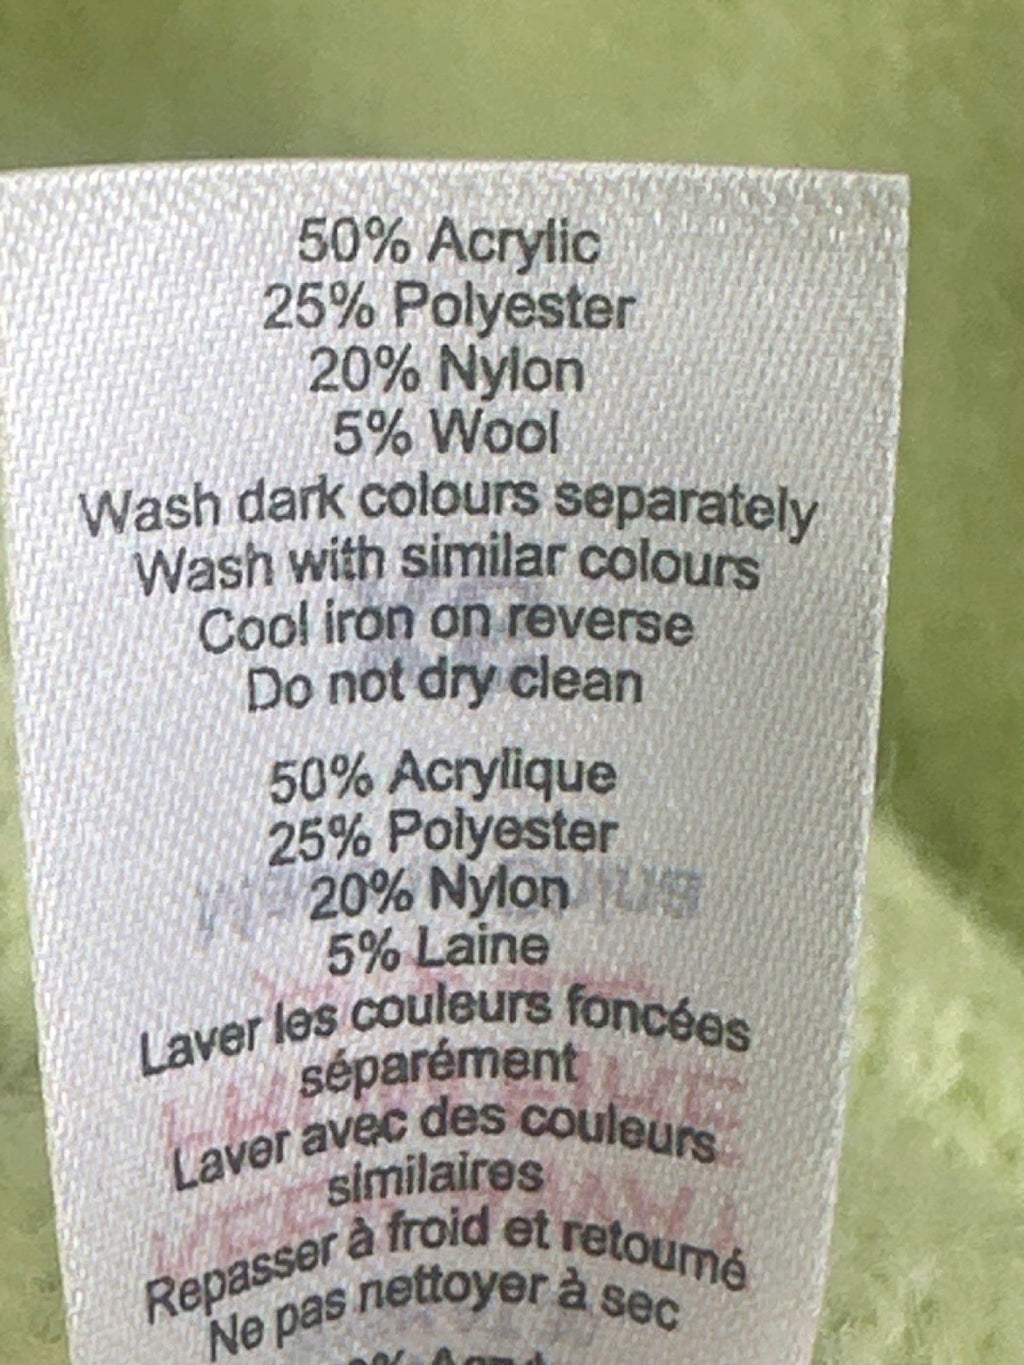 50% Acrylic
25% Polyester
20% Nylon
5% Wool
Wash dark colours separately
Wash with similar colours
Cool iron on reverse
Do not dry clean
50% Acrylique
25% Polyester
20% Nylon
5% Laine
Laver les couleurs foncées
séparément
Laver avec des couleurs
similaires
Repasser à froid et retourné
Ne pas nettoyer à sec